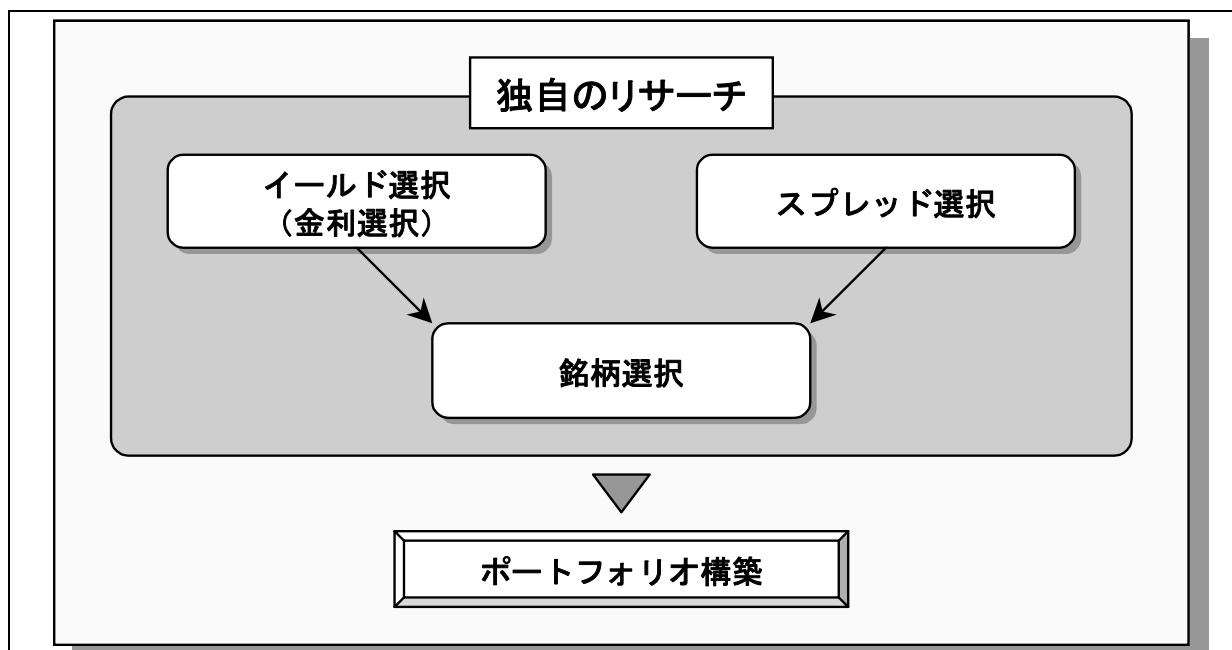 独自のリサーチ
イールド選択
（金利選択）
スプレッド選択
銘柄選択
ポートフォリオ構築